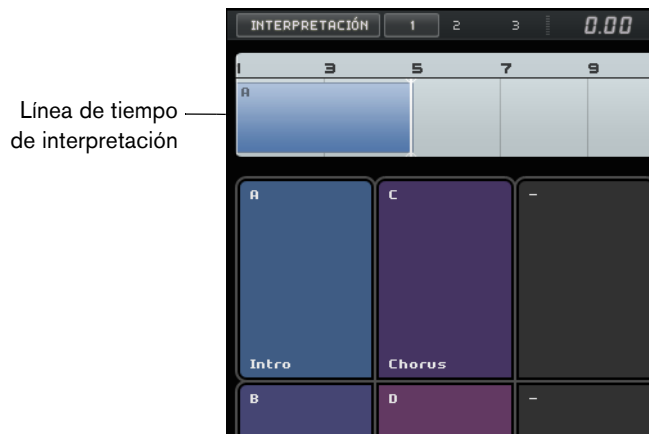 INTERPRETACIÓN 1 2 3 0.00
1 3 5 7 9
A
Línea de tiempo
de interpretación
A C -
Intro Chorus
B D -